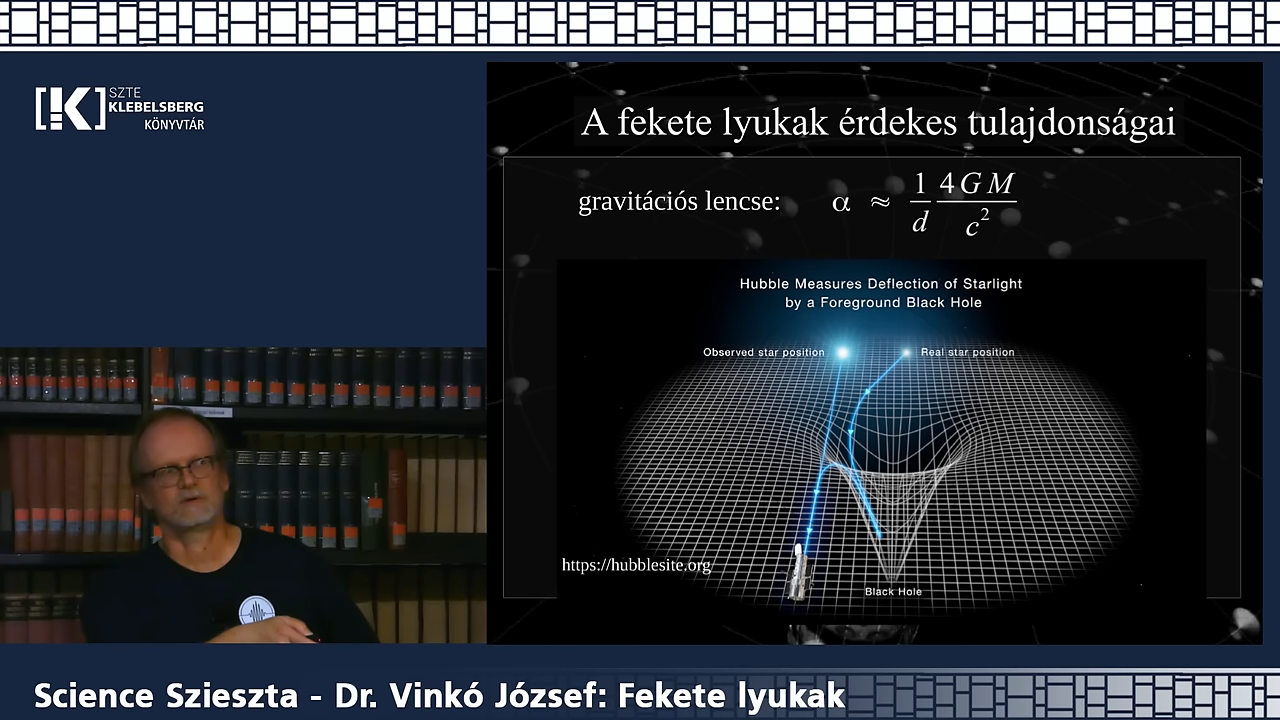 SZTE
KLEBELSBERG
KÖNYVTÁR
A fekete lyukak érdekes tulajdonságai
gravitációs lencse: α ≈ 1/d 4 G M/c²
Hubble Measures Deflection of Starlight
by a Foreground Black Hole
Observed star position
Real star position
https://hubblesite.org
Black Hole
Science Szieszta - Dr. Vinkó József: Fekete lyukak